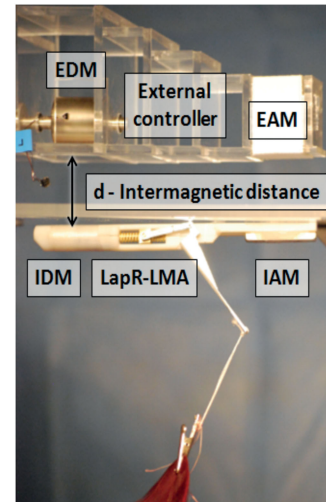 EDM
External
controller
EAM
d - Intermagnetic distance
IDM
LapR-LMA
IAM